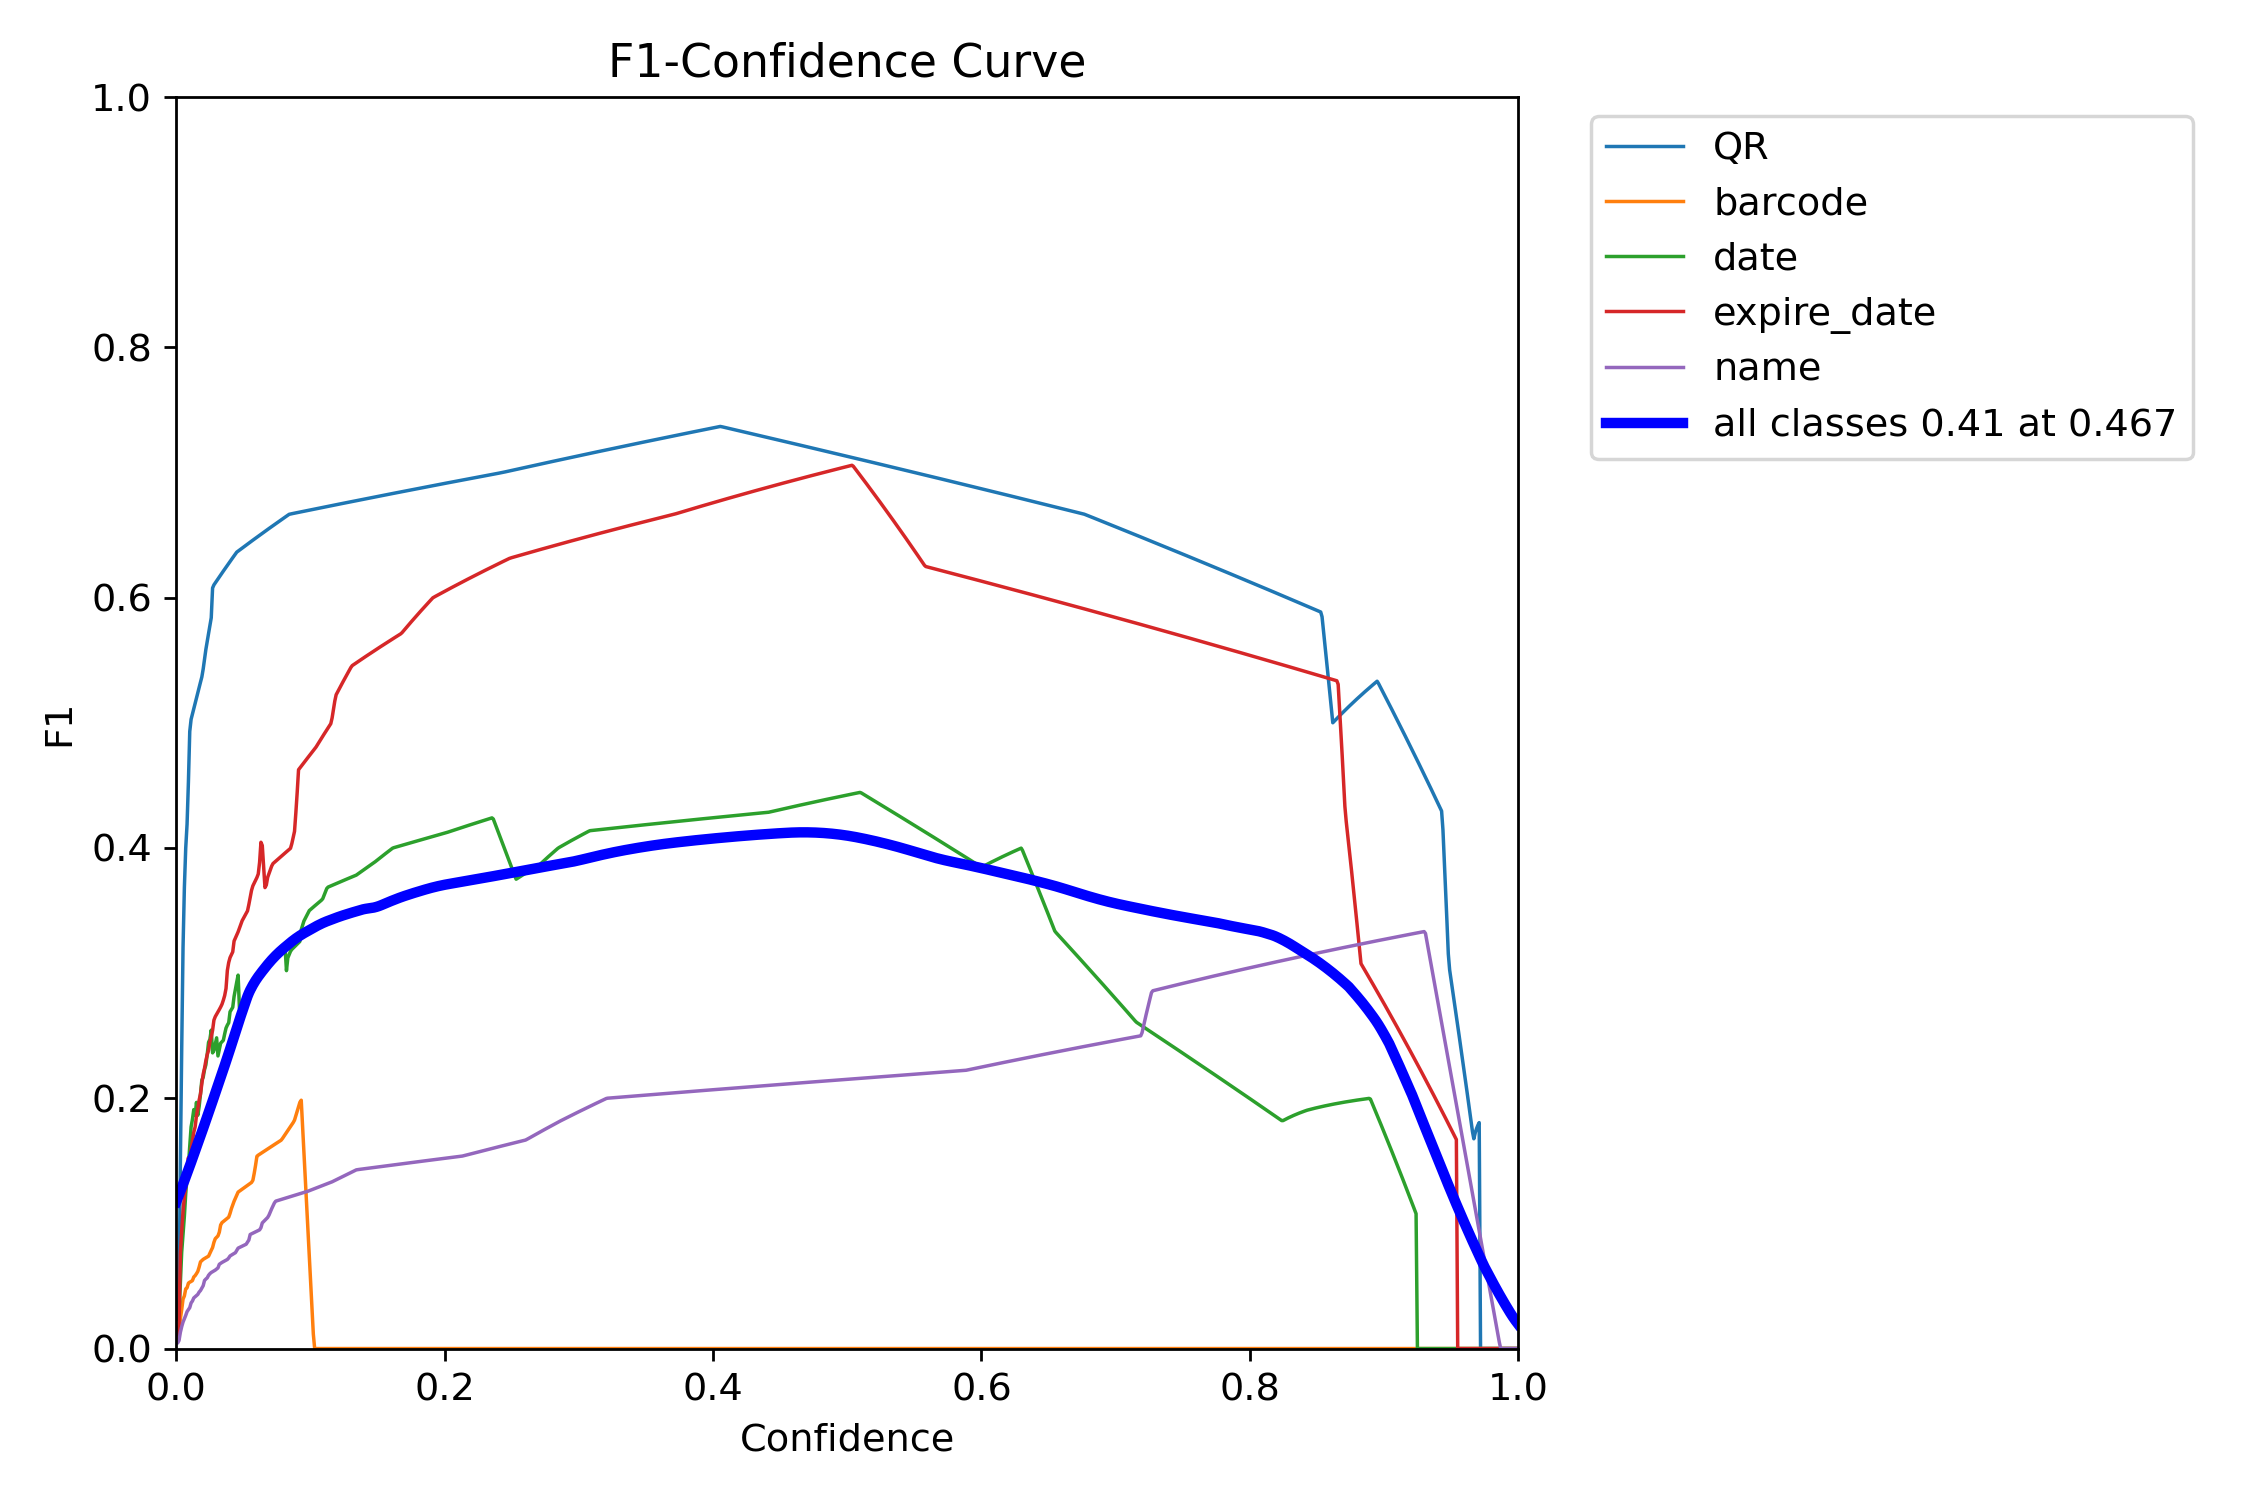 F1-Confidence Curve
1.0
0.8
0.6
0.4
0.2
0.0
F1
0.0 0.2 0.4 0.6 0.8 1.0
Confidence
QR
barcode
date
expire_date
name
all classes 0.41 at 0.467